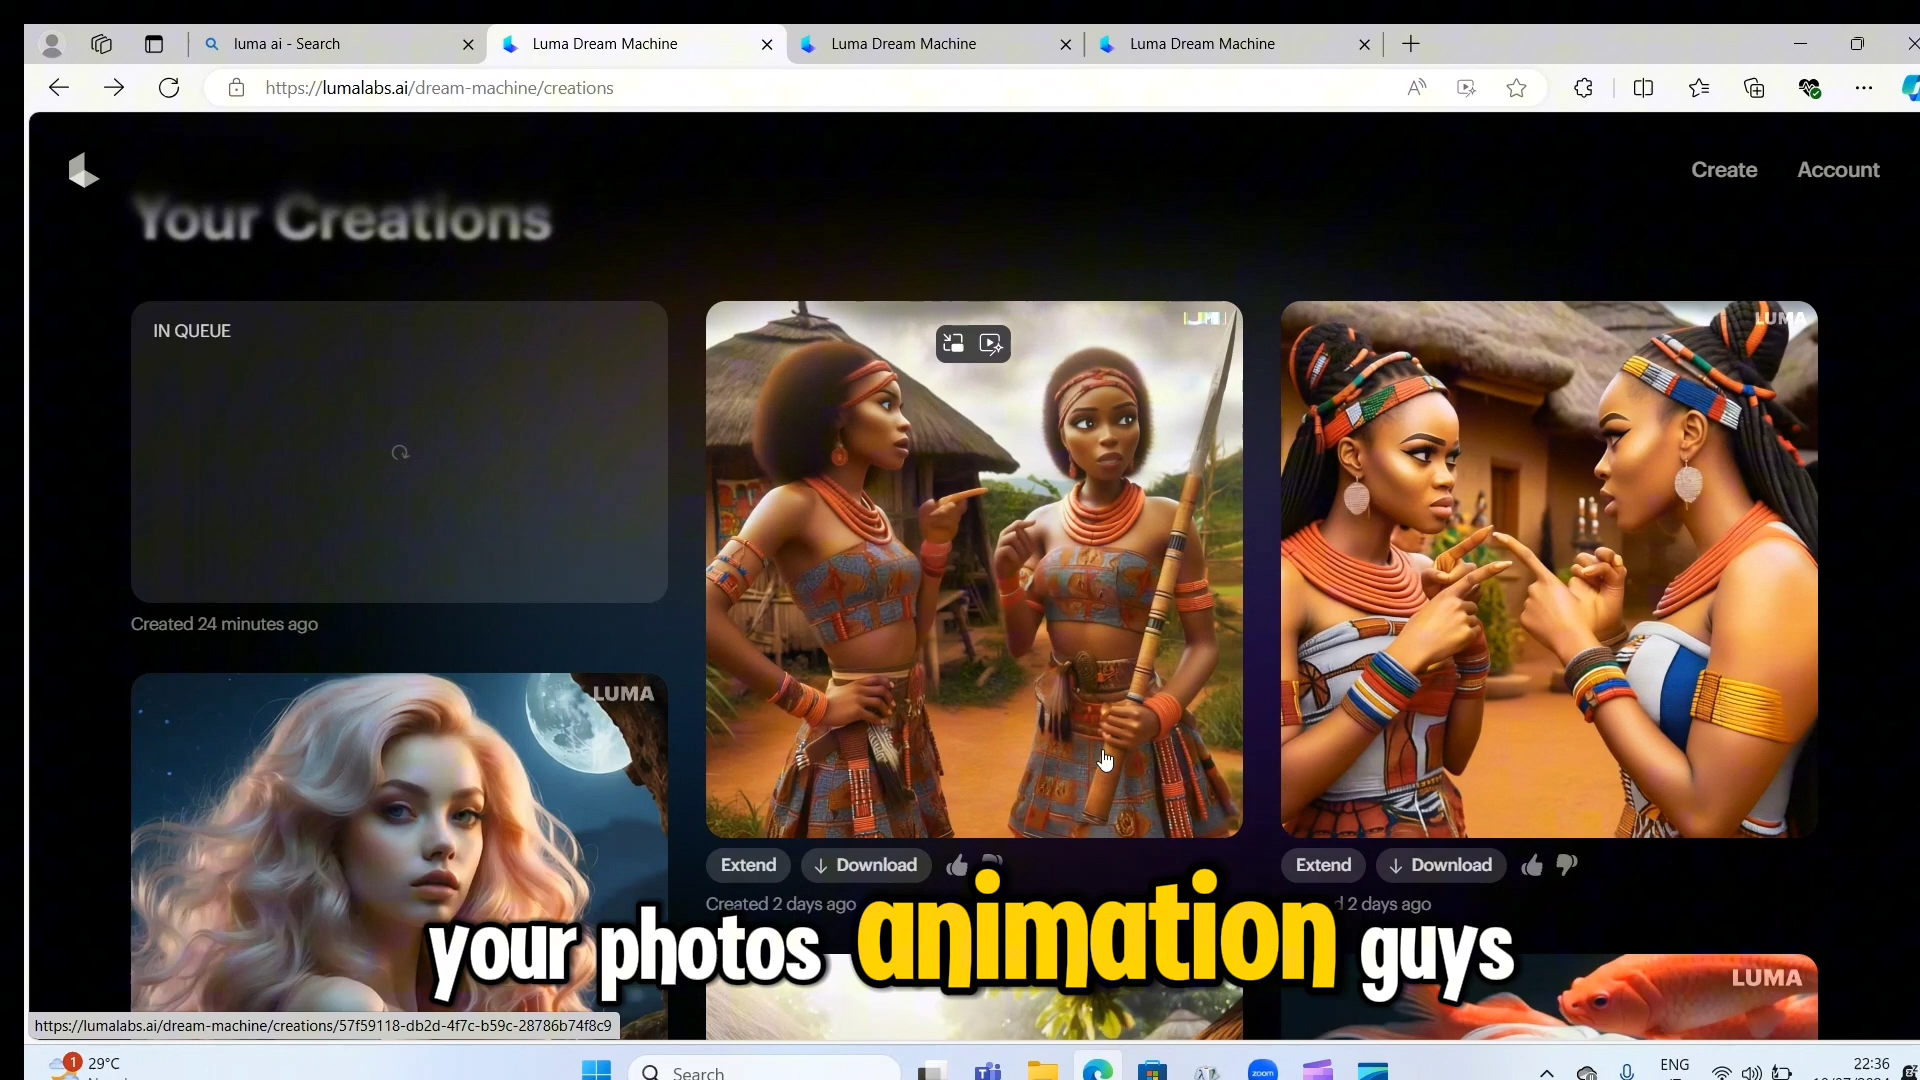 luma ai - Search
Luma Dream Machine
Luma Dream Machine
Luma Dream Machine
https://lumalabs.ai/dream-machine/creations
Create
Account
Your Creations
IN QUEUE
LUMA
Created 24 minutes ago
LUMA
Extend
Download
Extend
Download
Created 2 days ago
d 2 days ago
your photos animation guys
LUMA
https://lumalabs.ai/dream-machine/creations/57f59118-db2d-4f7c-b59c-28786b74f8c9
1
29°C
Search
zoom
ENG
22:36